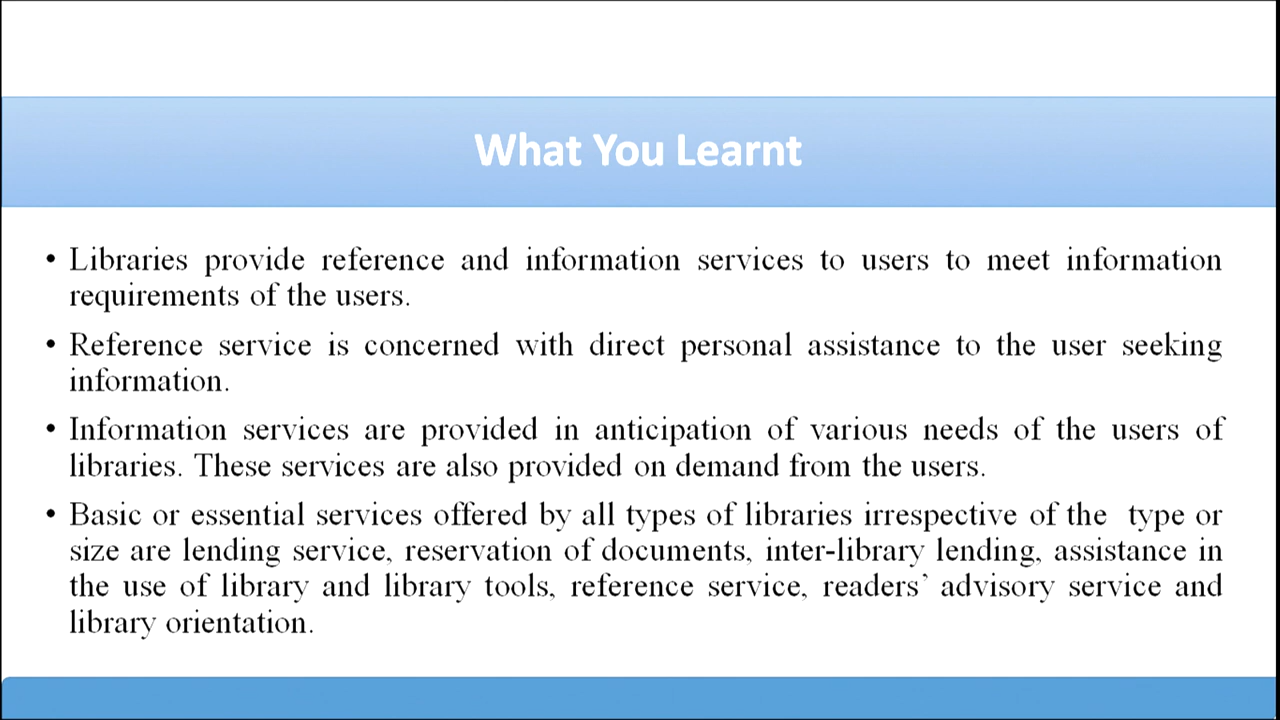 What You Learnt
• Libraries provide reference and information services to users to meet information
requirements of the users.
• Reference service is concerned with direct personal assistance to the user seeking
information.
• Information services are provided in anticipation of various needs of the users of
libraries. These services are also provided on demand from the users.
• Basic or essential services offered by all types of libraries irrespective of the  type or
size are lending service, reservation of documents, inter-library lending, assistance in
the use of library and library tools, reference service, readers’ advisory service and
library orientation.